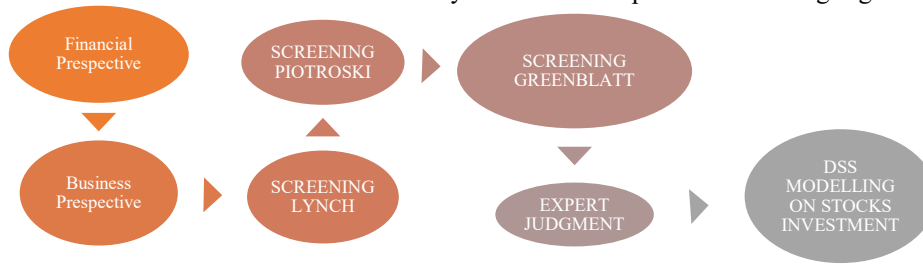 Financial
Prespective
Business
Prespective
SCREENING
LYNCH
SCREENING
PIOTROSKI
SCREENING
GREENBLATT
EXPERT
JUDGMENT
DSS
MODELLING
ON STOCKS
INVESTMENT